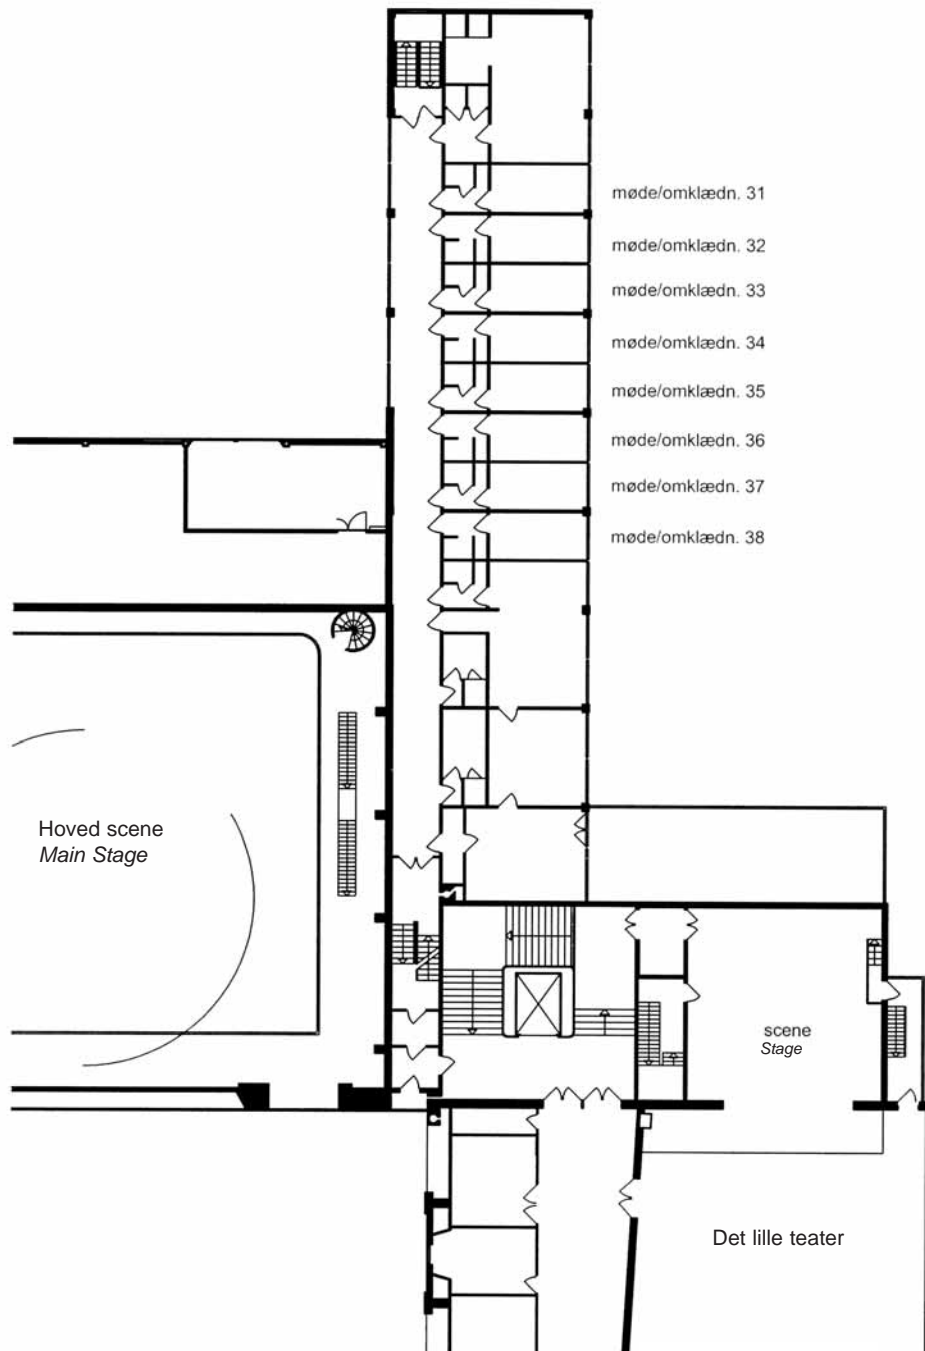 møde/omklædn. 31
møde/omklædn. 32
møde/omklædn. 33
møde/omklædn. 34
møde/omklædn. 35
møde/omklædn. 36
møde/omklædn. 37
møde/omklædn. 38
Hoved scene
Main Stage
scene
Stage
Det lille teater